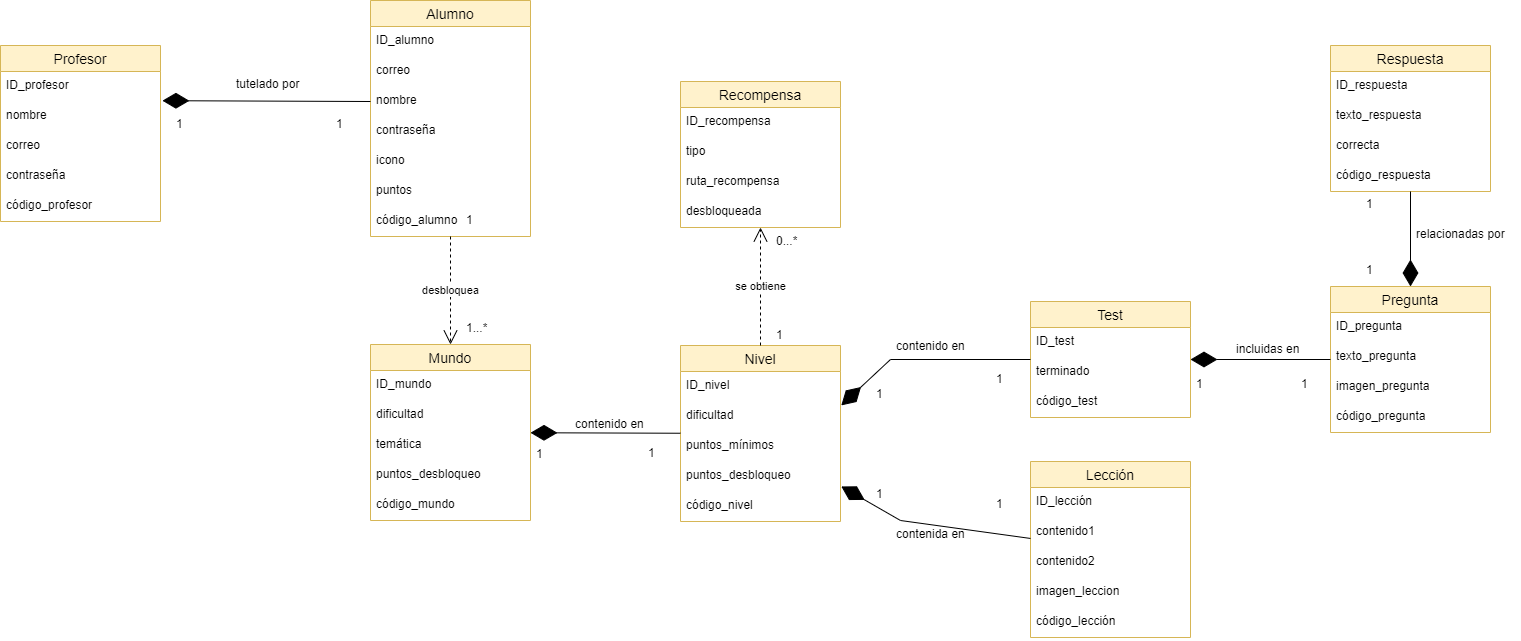 Profesor
ID_profesor
nombre
correo
contraseña
código_profesor
tutelado por
1
1
Alumno
ID_alumno
correo
nombre
contraseña
icono
puntos
código_alumno
1
desbloquea
1...*
Mundo
ID_mundo
dificultad
temática
puntos_desbloqueo
código_mundo
contenido en
1
1
Recompensa
ID_recompensa
tipo
ruta_recompensa
desbloqueada
0...*
se obtiene
1
Nivel
ID_nivel
dificultad
puntos_mínimos
puntos_desbloqueo
código_nivel
contenido en
1
1
1
1
contenida en
Test
ID_test
terminado
código_test
Lección
ID_lección
contenido1
contenido2
imagen_leccion
código_lección
incluidas en
1
1
Respuesta
ID_respuesta
texto_respuesta
correcta
código_respuesta
1
relacionadas por
1
Pregunta
ID_pregunta
texto_pregunta
imagen_pregunta
código_pregunta